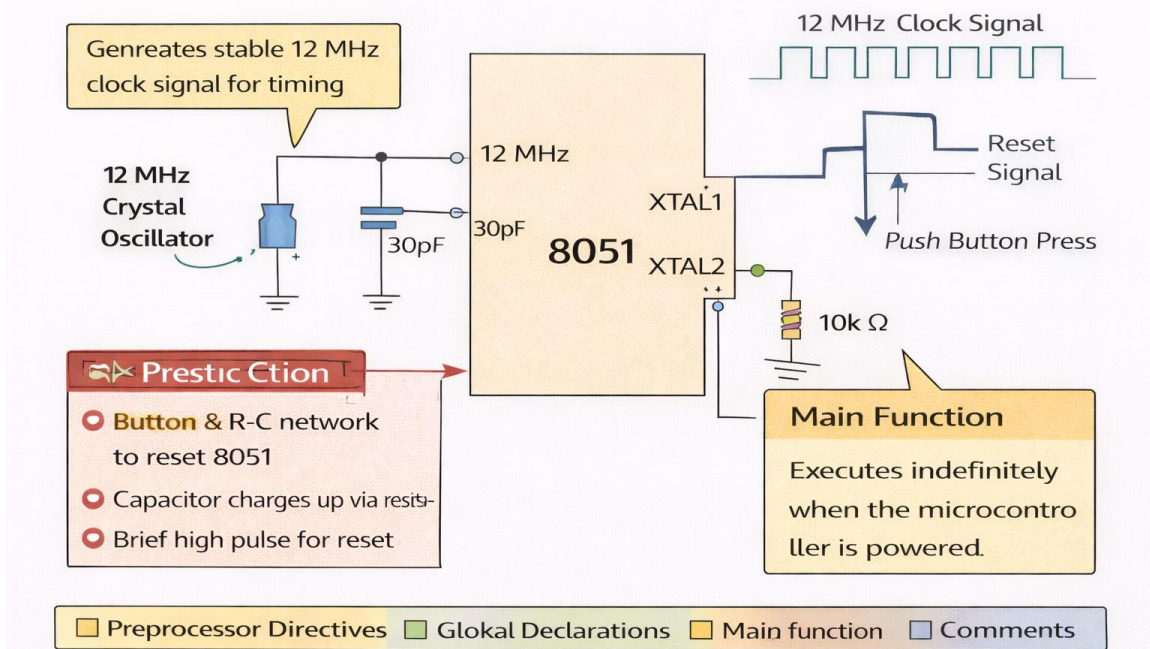 Genreates stable 12 MHz
clock signal for timing
12 MHz Clock Signal
12 MHz
Crystal
Oscillator
12 MHz
30pF
30pF
8051
XTAL1
XTAL2
Reset
Signal
Push Button Press
10k Ω
Prestic Ction
Button & R-C network
to reset 8051
Capacitor charges up via
Brief high pulse for reset
Main Function
Executes indefinitely
when the microcontro
ller is powered.
Preprocessor Directives
Glokal Declarations
Main function
Comments